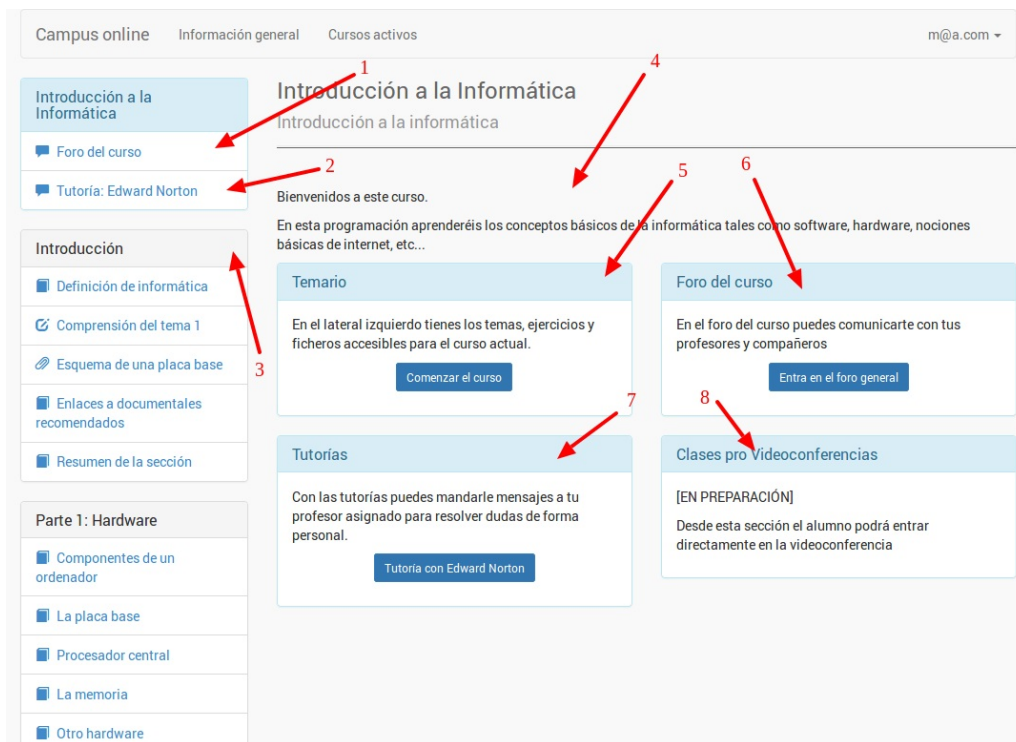 Campus online Información general Cursos activos m@a.com
1
4
Introducción a la
Informática
Foro del curso
Tutoría: Edward Norton
2
Introducción
Definición de informática
Comprensión del tema 1
Esquema de una placa base
3
Enlaces a documentales
recomendados
Resumen de la sección
Parte 1: Hardware
Componentes de un
ordenador
La placa base
Procesador central
La memoria
Otro hardware
Introducción a la Informática
Introducción a la informática
5
6
Bienvenidos a este curso.
En esta programación aprenderéis los conceptos básicos de la informática tales como software, hardware, nociones
básicas de internet, etc...
Temario
En el lateral izquierdo tienes los temas, ejercicios y
ficheros accesibles para el curso actual.
Comenzar el curso
Foro del curso
En el foro del curso puedes comunicarte con tus
profesores y compañeros
Entra en el foro general
7
8
Tutorías
Con las tutorías puedes mandarle mensajes a tu
profesor asignado para resolver dudas de forma
personal.
Tutoría con Edward Norton
Clases pro Videoconferencias
[EN PREPARACIÓN]
Desde esta sección el alumno podrá entrar
directamente en la videoconferencia